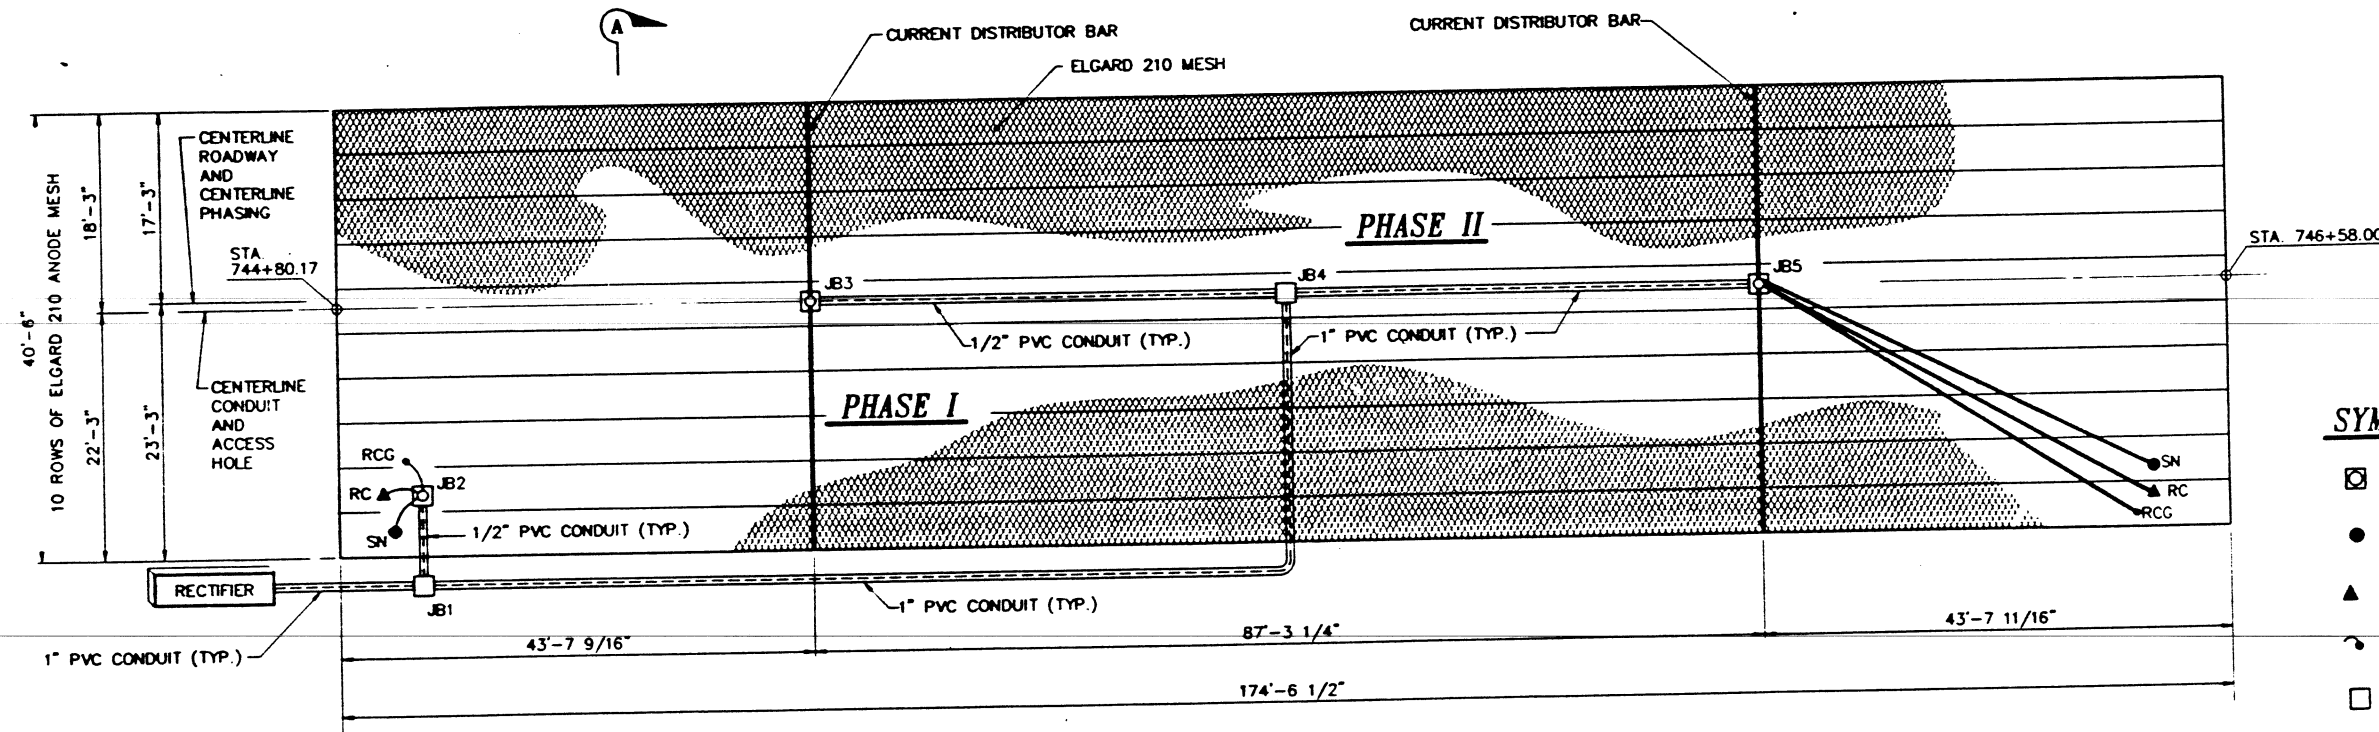 A
CURRENT DISTRIBUTOR BAR
CURRENT DISTRIBUTOR BAR
ELGARD 210 MESH
CENTERLINE
ROADWAY
AND
CENTERLINE
PHASING
40'-6"
10 ROWS OF ELGARD 210 ANODE MESH
18'-3"
17'-3"
22'-3"
23'-3"
STA.
744+80.17
PHASE II
STA. 746+58.00
JB3
JB4
JB5
1/2" PVC CONDUIT (TYP.)
1" PVC CONDUIT (TYP.)
CENTERLINE
CONDUIT
AND
ACCESS
HOLE
PHASE I
SYM
RCG
RC
JB2
SN
1/2" PVC CONDUIT (TYP.)
SN
RC
RCG
RECTIFIER
JB1
1" PVC CONDUIT (TYP.)
1" PVC CONDUIT (TYP.)
43'-7 9/16"
87'-3 1/4"
43'-7 11/16"
174'-6 1/2"